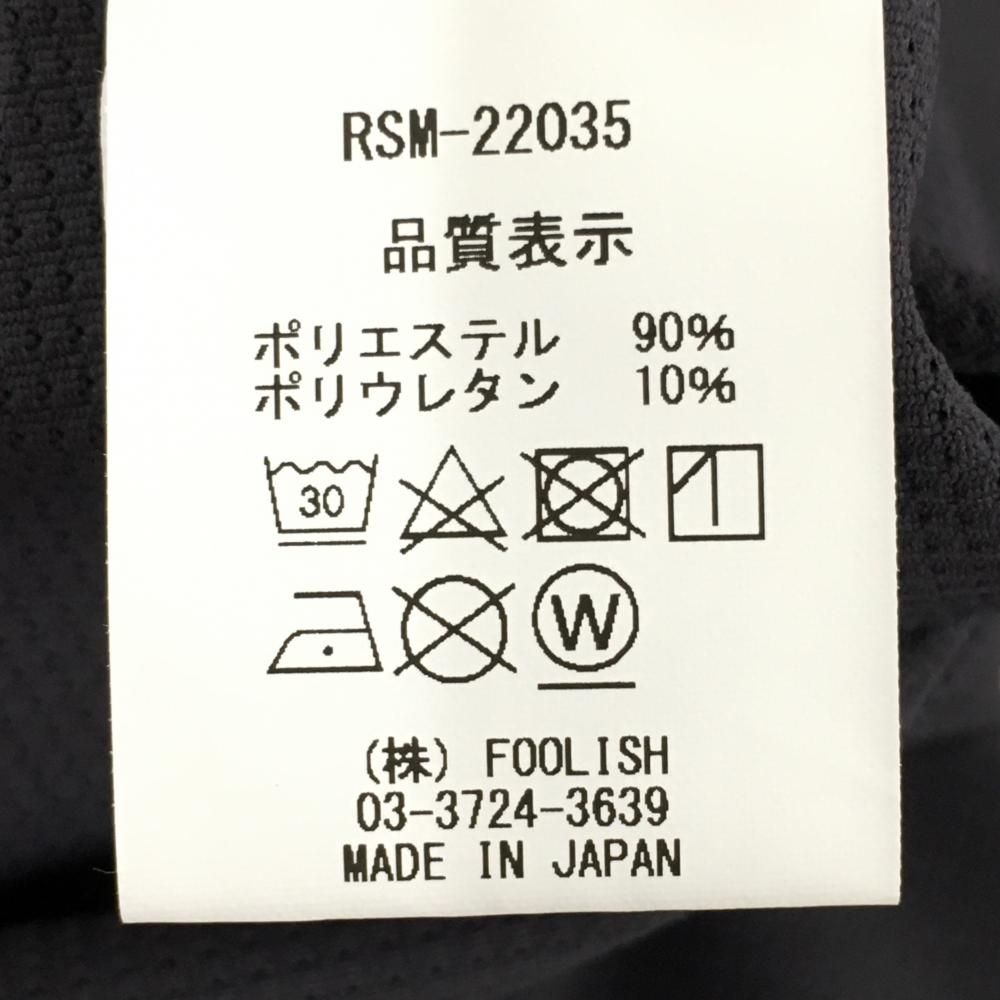 RSM-22035
品質表示
ポリエステル 90%
ポリウレタン 10%
30
W
(株) FOOLISH
03-3724-3639
MADE IN JAPAN